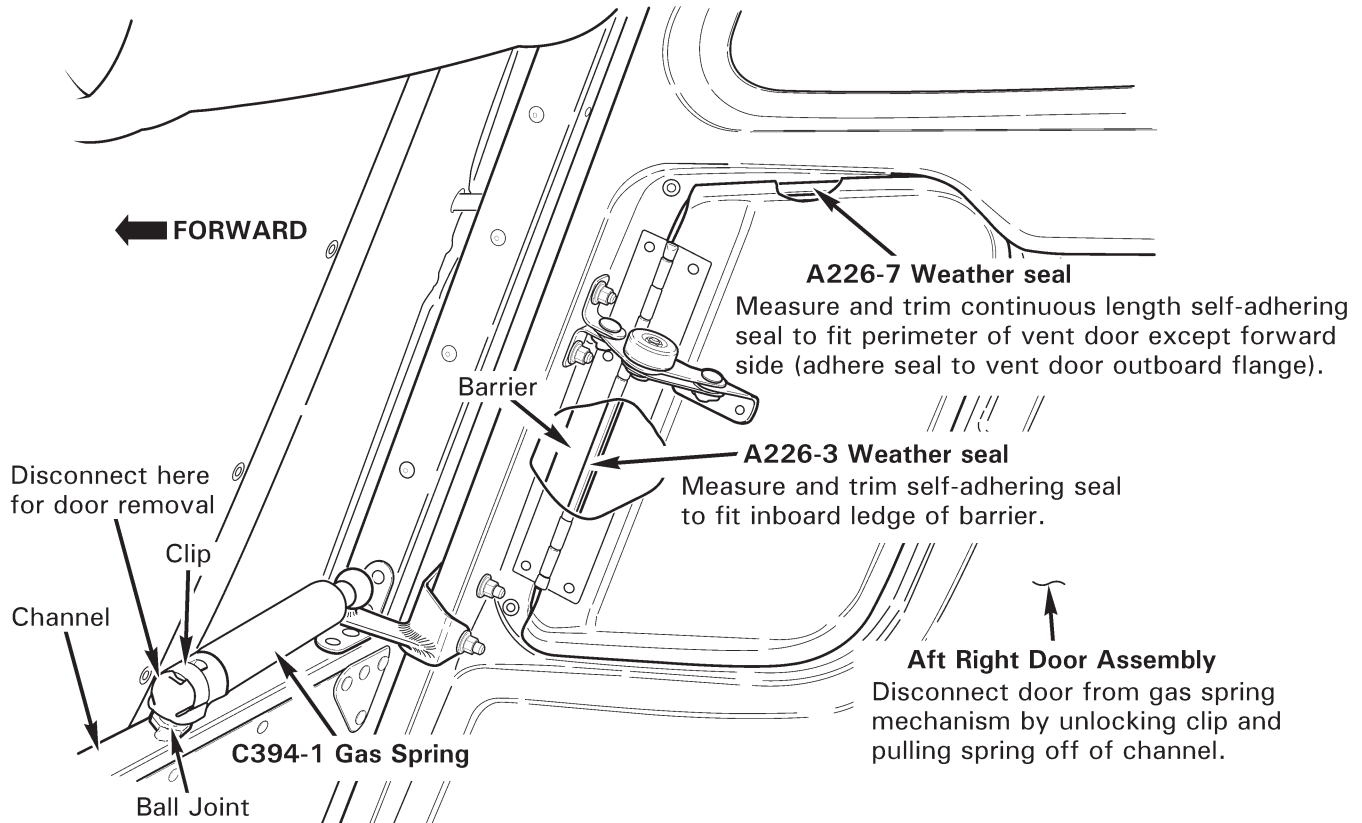 FORWARD
A226-7 Weather seal
Measure and trim continuous length self-adhering
seal to fit perimeter of vent door except forward
side (adhere seal to vent door outboard flange).
Barrier
A226-3 Weather seal
Measure and trim self-adhering seal
to fit inboard ledge of barrier.
Disconnect here
for door removal
Clip
Channel
Aft Right Door Assembly
Disconnect door from gas spring
mechanism by unlocking clip and
pulling spring off of channel.
C394-1 Gas Spring
Ball Joint